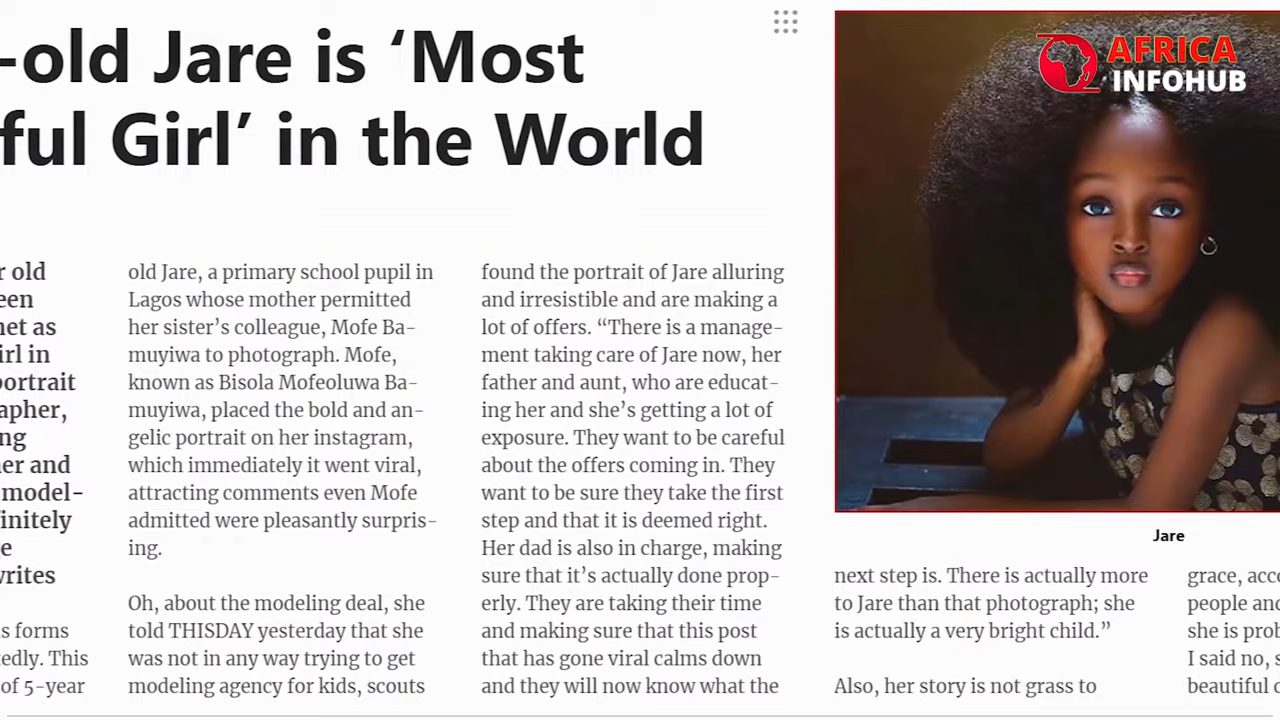 -old Jare is ‘Most
ful Girl’ in the World
r old
een
net as
irl in
portrait
apher,
ng
ner and
model-
finitely
e
writes
s forms
tedly. This
of 5-year
old Jare, a primary school pupil in
Lagos whose mother permitted
her sister’s colleague, Mofe Ba-
muyiwa to photograph. Mofe,
known as Bisola Mofeoluwa Ba-
muyiwa, placed the bold and an-
gelic portrait on her instagram,
which immediately it went viral,
attracting comments even Mofe
admitted were pleasantly surpris-
ing.
Oh, about the modeling deal, she
told THISDAY yesterday that she
was not in any way trying to get
modeling agency for kids, scouts
found the portrait of Jare alluring
and irresistible and are making a
lot of offers. “There is a manage-
ment taking care of Jare now, her
father and aunt, who are educat-
ing her and she’s getting a lot of
exposure. They want to be careful
about the offers coming in. They
want to be sure they take the first
step and that it is deemed right.
Her dad is also in charge, making
sure that it’s actually done prop-
erly. They are taking their time
and making sure that this post
that has gone viral calms down
and they will now know what the
AFRICA
INFOHUB
Jare
next step is. There is actually more
to Jare than that photograph; she
is actually a very bright child.”
Also, her story is not grass to
grace, acc
people and
she is prob
I said no, s
beautiful c